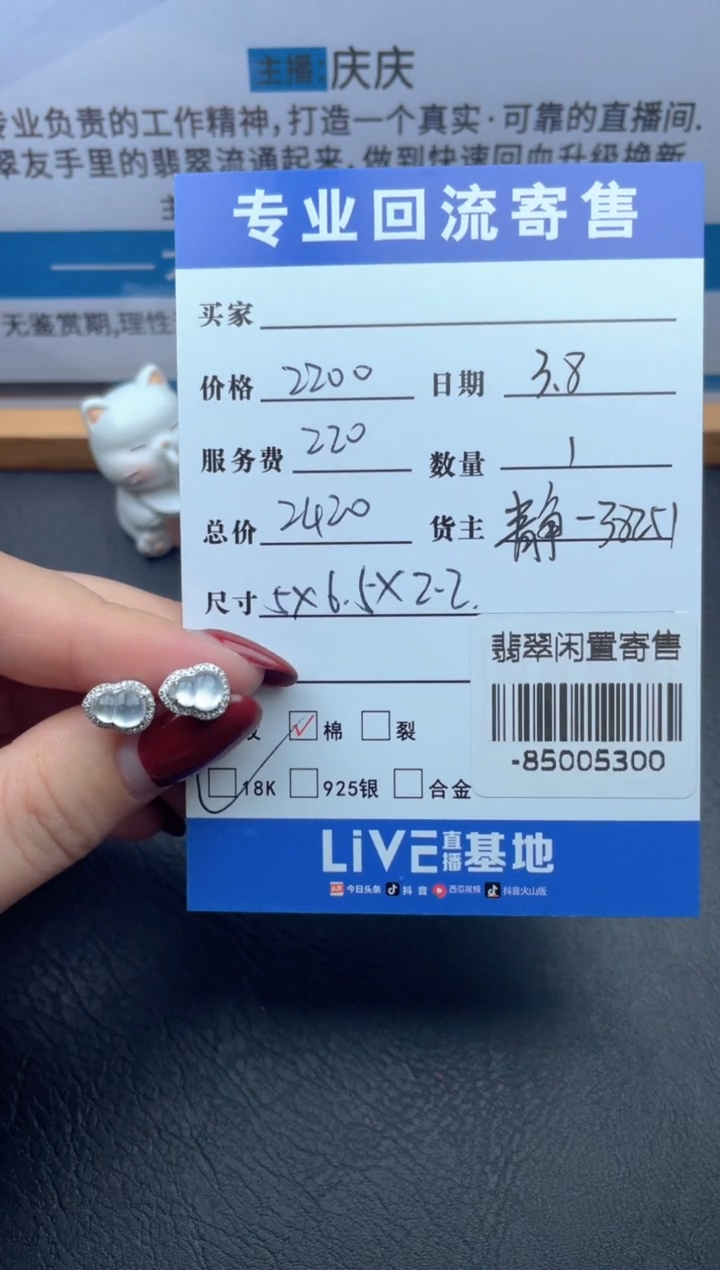 主播:庆庆
专业负责的工作精神,打造一个真实·可靠的直播间.
翠友手里的翡翠流通起来,做到快速回血升级换新
无鉴赏期,理性
专业回流寄售
买家
价格 2200 日期 3.8
服务费 220 数量 1
总价 2420 货主 静-38251
尺寸 5X6.5X2-2.
翡翠闲置寄售
-85005300
棉 裂
18K 925银 合金
LiVE直播基地
今日头条 抖音 西瓜视频 抖音火山版